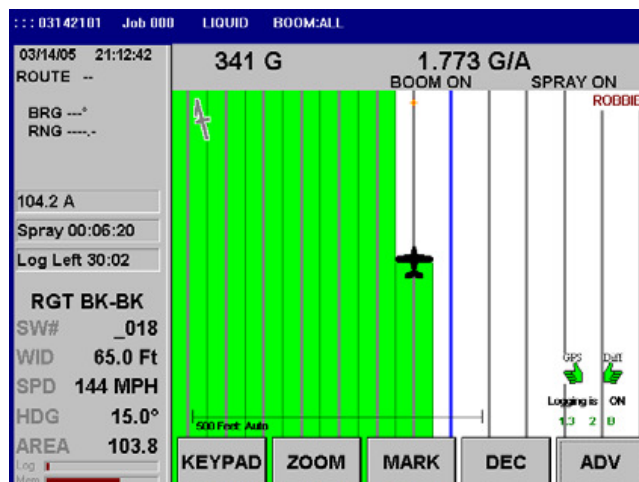 :::03142101 Job 000 LIQUID BOOM:ALL
03/14/05 21:12:42
ROUTE --
BRG ---°
RNG ----.-
341 G 1.773 G/A
BOOM ON SPRAY ON
ROBBIE
104.2 A
Spray 00:06:20
Log Left 30:02
RGT BK-BK
SW# _018
WID 65.0 Ft
SPD 144 MPH
HDG 15.0°
AREA 103.8
Log
Mem
GPS Diff
Logging is ON
1.3 2 8
500 Feet Auto
KEYPAD ZOOM MARK DEC ADV